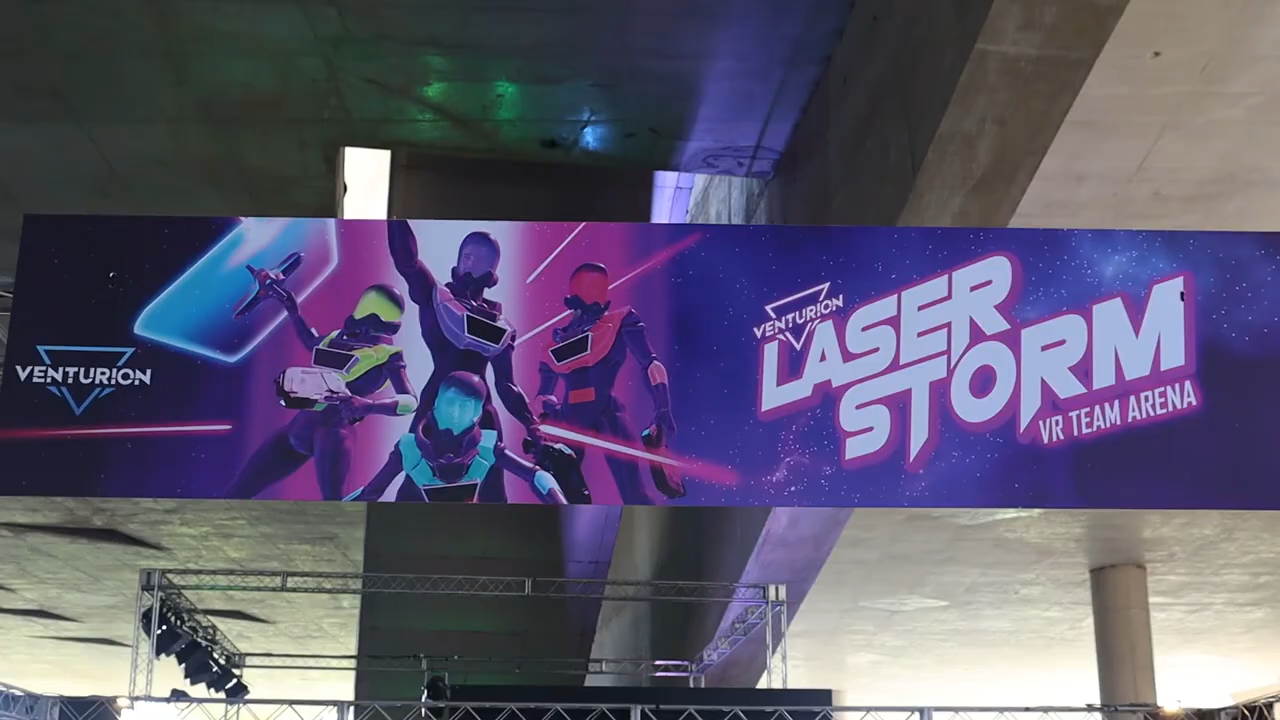 VENTURION
VENTURION
LASER
STORM
VR TEAM ARENA